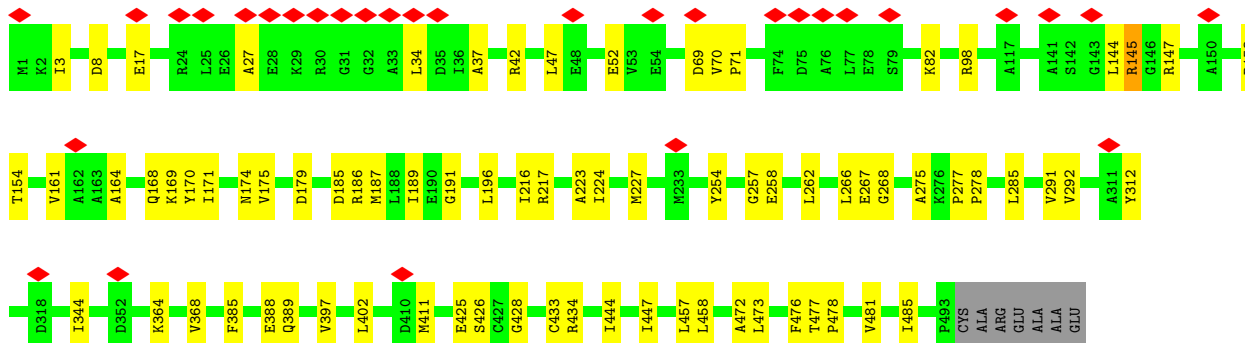 M1 K2 I3 D8 E17 R24 L25 E26 A27 E28 K29 R30 G31 G32 A33 L34 D35 I36 A37 R42 L47 E48 E52 V53 E54 D69 V70 P71 F74 D75 A76 L77 E78 S79 K82 R98 A117 A141 S142 G143 L144 R145 G146 R147 A150
T154 V161 A162 A163 A164 Q168 K169 Y170 I171 N174 V175 D179 D185 R186 M187 L188 I189 E190 G191 L196 I216 R217 A223 I224 M227 M233 Y254 G257 E258 L262 L266 E267 G268 A275 K276 P277 P278 L285 V291 V292 A311 Y312
D318 I344 D352 K364 V368 F385 E388 Q389 V397 L402 D410 M411 E425 S426 C427 G428 C433 R434 I444 I447 L457 L458 A472 L473 F476 T477 P478 V481 I485 P493 CYS ALA ARG GLU ALA ALA GLU